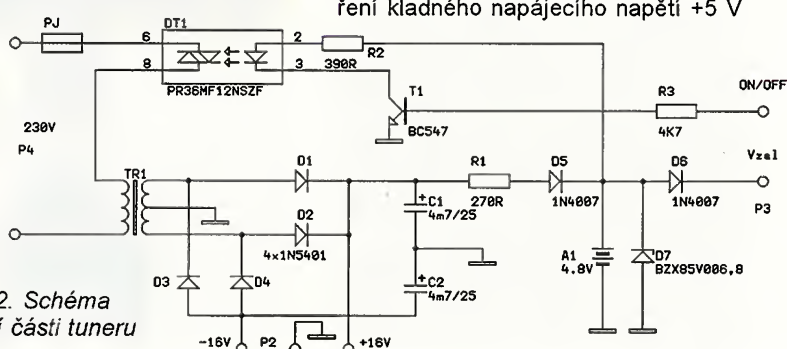 ření kladného napájecího napětí +5 V
PJ
DT1
6
2
R2
8
3
390R
PR36MF12NSZF
T1
BC547
R3
ON/OFF
4K7
230V
P4
TR1
D1
R1
D5
D6
Vzal
270R
1N4007
1N4007
P3
C1
4m7/25
D2
4x1N5401
D3
D4
C2
4m7/25
A1
4.8V
D7
BZX85V006,8
2. Schéma
í části tuneru
-16V
P2
+16V